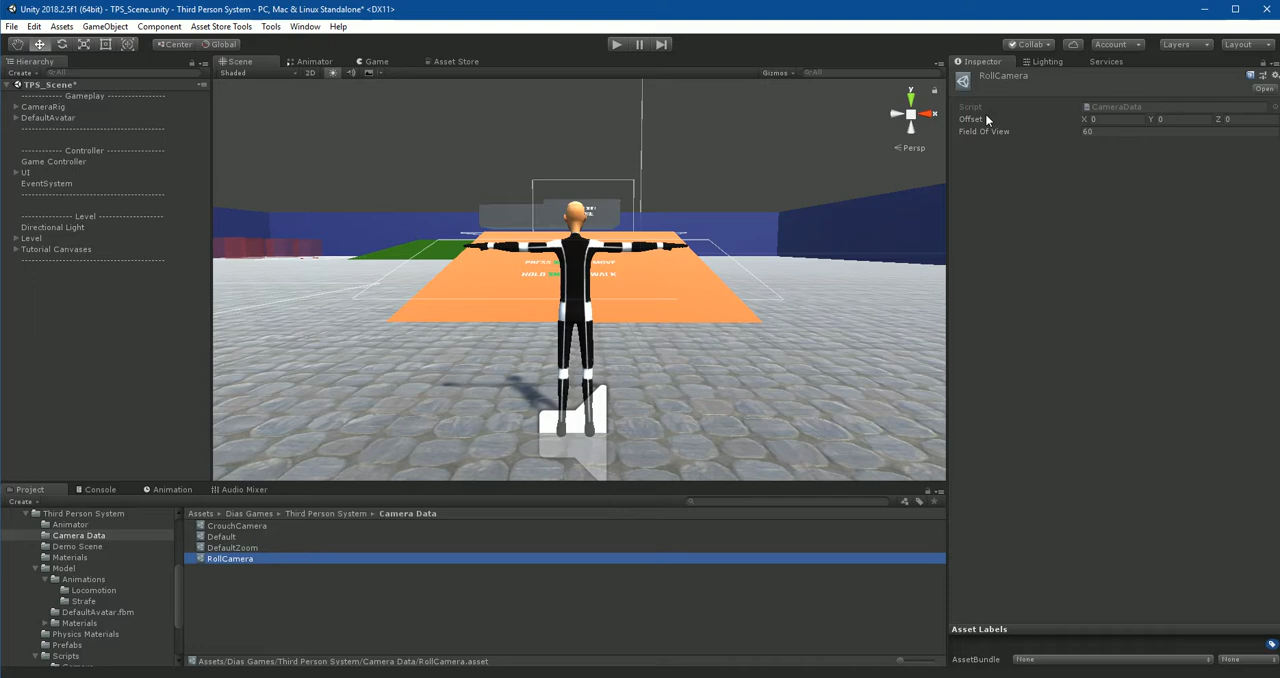 Unity 2018.2.5f1 (64bit) - TPS_Scene.unity - Third Person System - PC, Mac & Linux Standalone* <DX11>
File Edit Assets GameObject Component Asset Store Tools Tools Window Help
Center Global Collab Account Layers Layout
Hierarchy
Create All
TPS_Scene*
------------- Gameplay -------------
CameraRig
DefaultAvatar
------------- Controller -------------
Game Controller
UI
EventSystem
------------- Level -------------
Directional Light
Level
Tutorial Canvases
Scene Animator Game Asset Store
Shaded 2D Gizmos All
y
x
Persp
Inspector Lighting Services
RollCamera
Open
Script CameraData
Offset X 0 Y 0 Z 0
Field Of View 60
Asset Labels
AssetBundle None None
Project Console Animation Audio Mixer
Create
Third Person System
Animator
Camera Data
Demo Scene
Materials
Model
Animations
Locomotion
Strafe
DefaultAvatar.fbm
Materials
Physics Materials
Prefabs
Scripts
Assets Dias Games Third Person System Camera Data
CrouchCamera
Default
DefaultZoom
RollCamera
Assets/Dias Games/Third Person System/Camera Data/RollCamera.asset